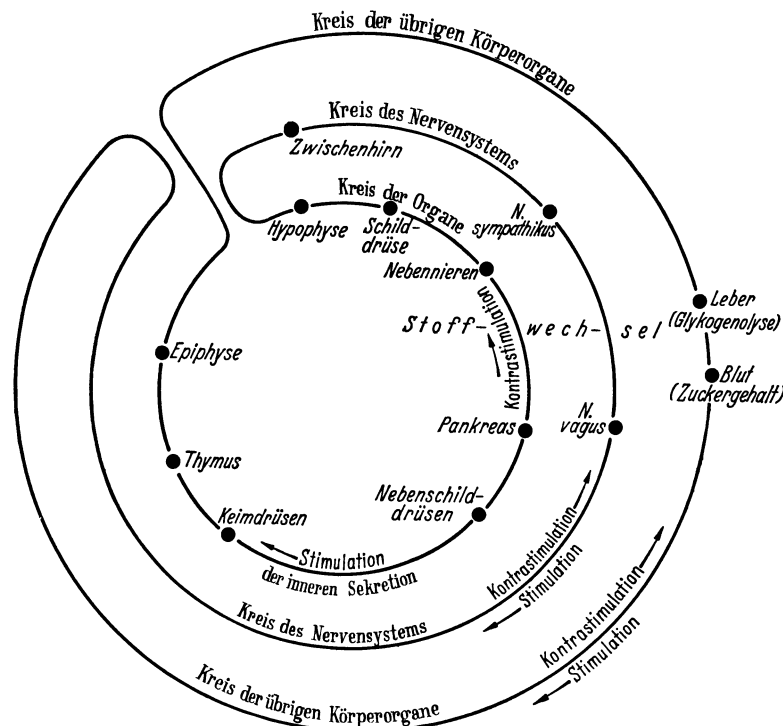 Kreis der übrigen Körperorgane
Kreis des Nervensystems
Zwischenhirn
Kreis der Organe
N.
sympathikus
Hypophyse
Schild-
drüse
Nebennieren
Leber
(Glykogenolyse)
Stoff- wech- sel
Kontrastimulation
Epiphyse
Blut
(Zuckergehalt)
Pankreas
N.
vagus
Thymus
Nebenschild-
drüsen
Keimdrüsen
Stimulation
der inneren Sekretion
Kontrastimulation
Stimulation
Kontrastimulation
Stimulation
Kreis des Nervensystems
Kreis der übrigen Körperorgane